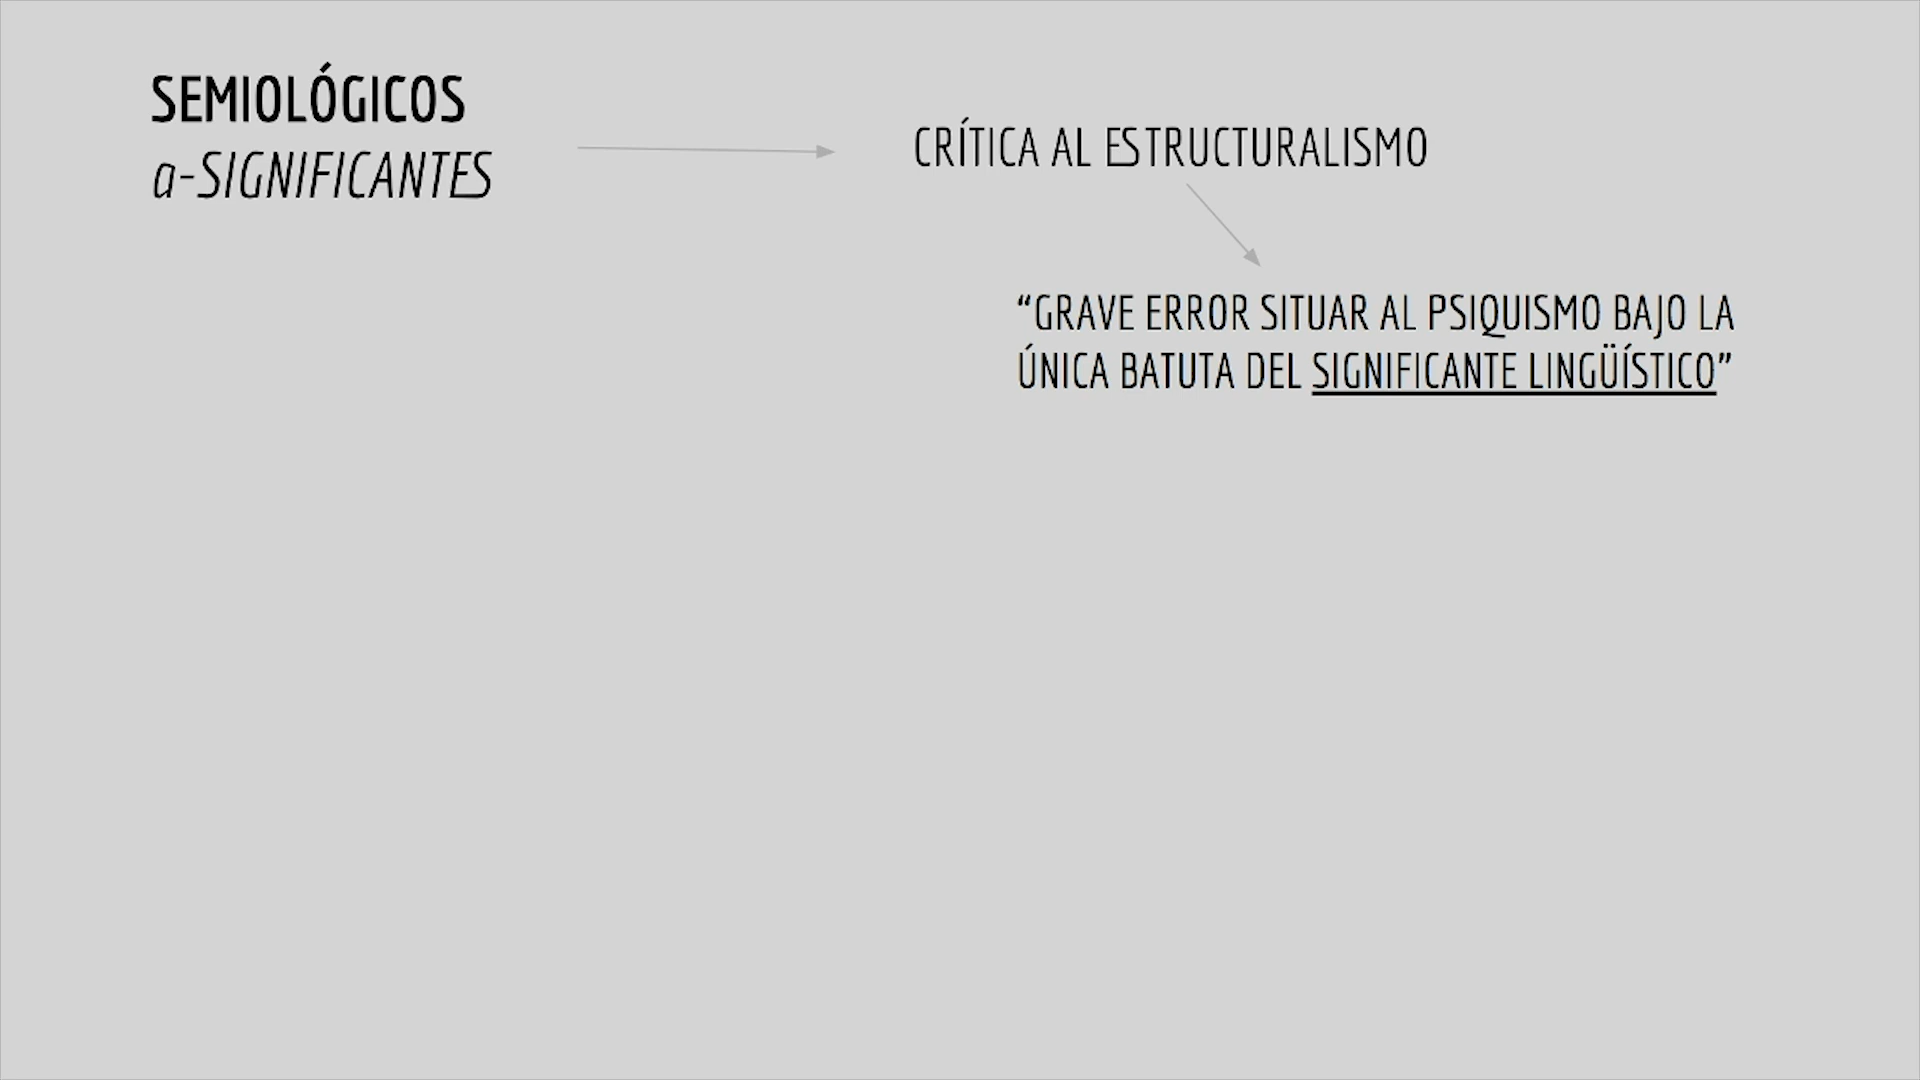 SEMIOLÓGICOS
a-SIGNIFICANTES
CRÍTICA AL ESTRUCTURALISMO
“GRAVE ERROR SITUAR AL PSIQUISMO BAJO LA
ÚNICA BATUTA DEL SIGNIFICANTE LINGÜÍSTICO”